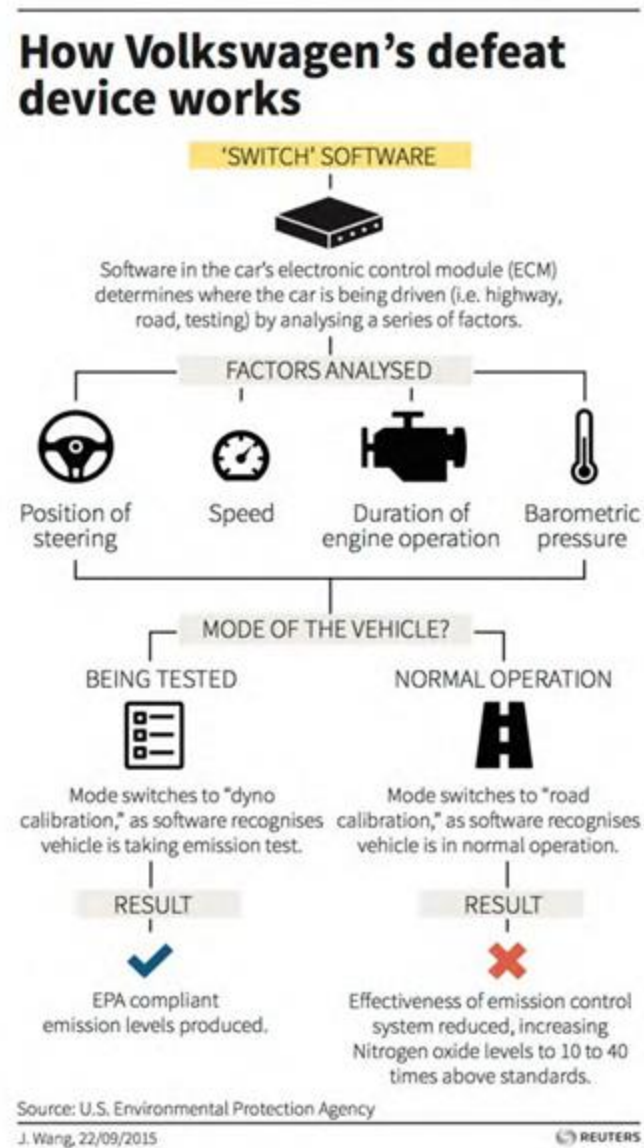 How Volkswagen's defeat
device works
'SWITCH' SOFTWARE
Software in the car's electronic control module (ECM)
determines where the car is being driven (i.e. highway,
road, testing) by analysing a series of factors.
FACTORS ANALYSED
Position of
steering
Speed
Duration of
engine operation
Barometric
pressure
MODE OF THE VEHICLE?
BEING TESTED
Mode switches to "dyno
calibration," as software recognises
vehicle is taking emission test.
RESULT
EPA compliant
emission levels produced.
NORMAL OPERATION
Mode switches to "road
calibration," as software recognises
vehicle is in normal operation.
RESULT
Effectiveness of emission control
system reduced, increasing
Nitrogen oxide levels to 10 to 40
times above standards.
Source: U.S. Environmental Protection Agency
J. Wang, 22/09/2015
REUTERS